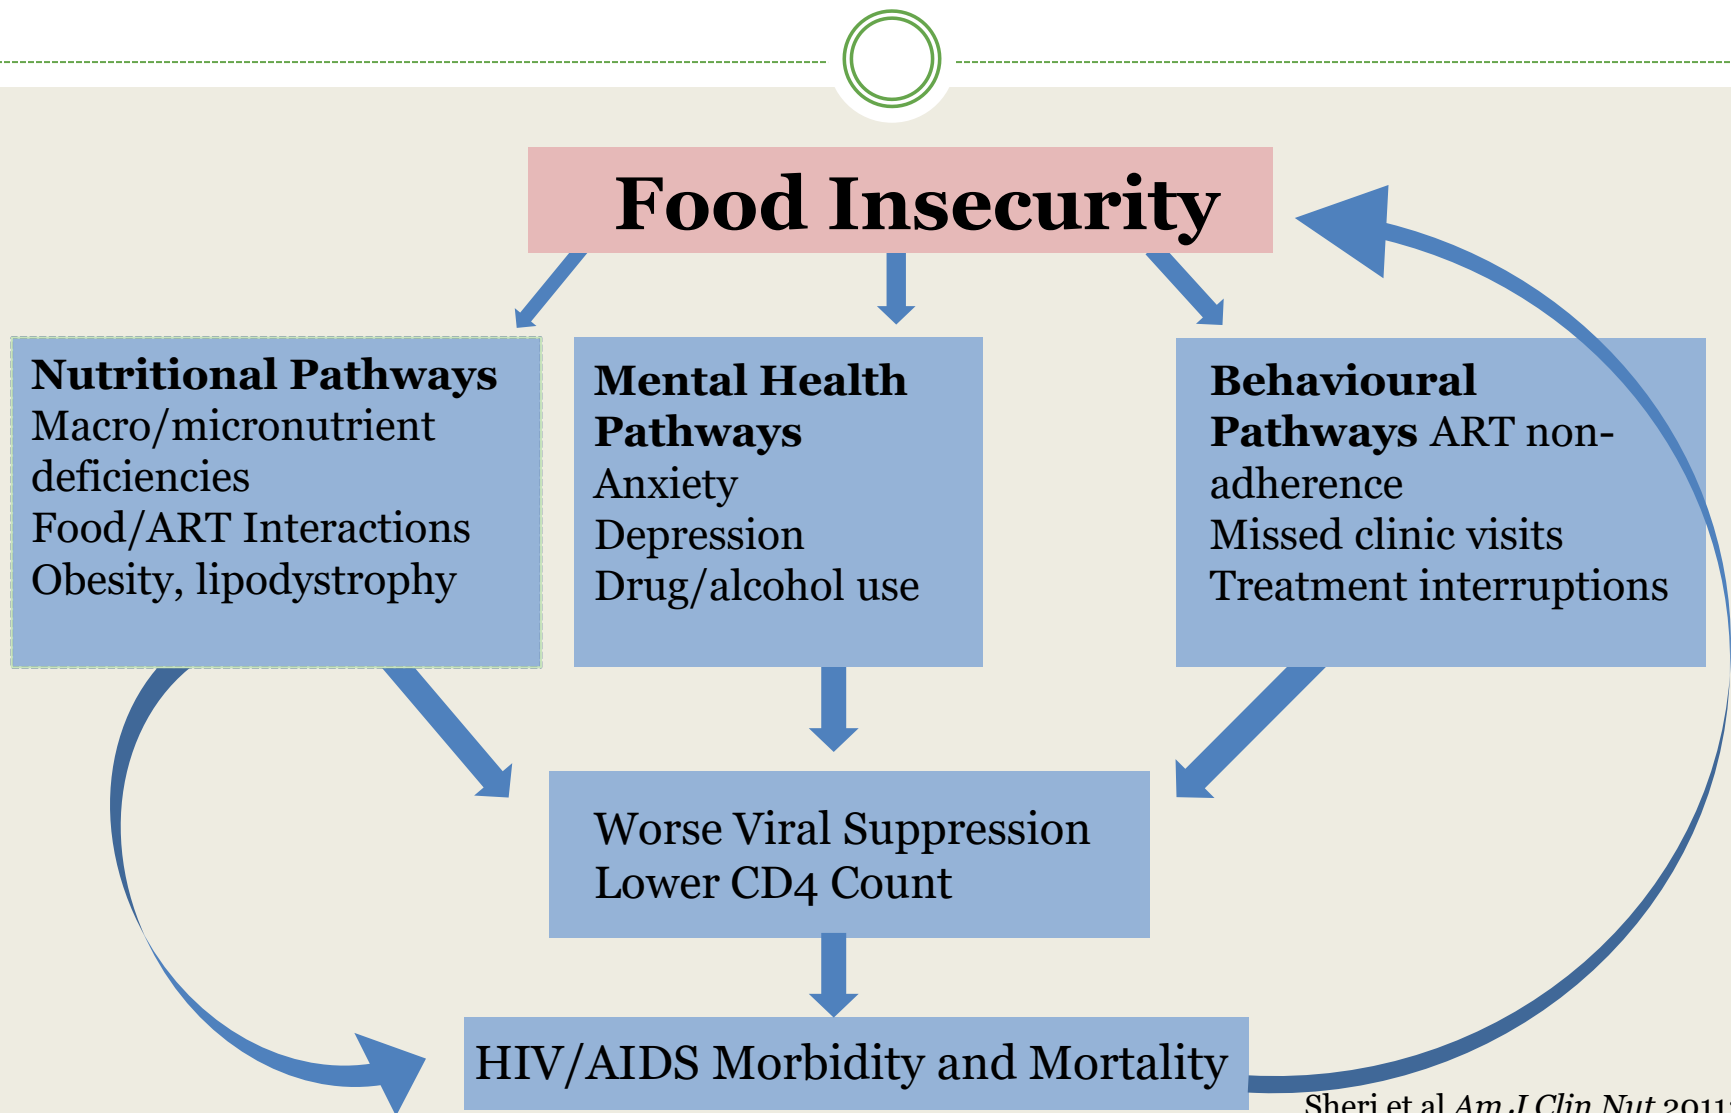 Food Insecurity
Nutritional Pathways
Macro/micronutrient
deficiencies
Food/ART Interactions
Obesity, lipodystrophy
Mental Health
Pathways
Anxiety
Depression
Drug/alcohol use
Behavioural
Pathways ART non-
adherence
Missed clinic visits
Treatment interruptions
Worse Viral Suppression
Lower CD4 Count
HIV/AIDS Morbidity and Mortality
Sheri et al Am J Clin Nut